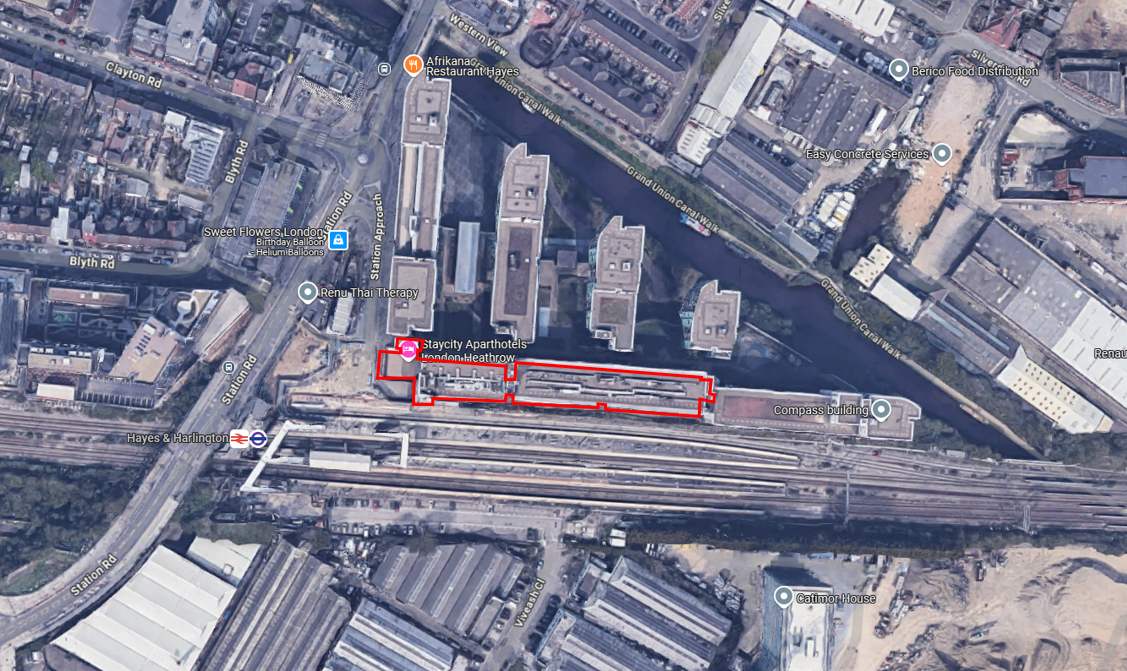 Western View
Silve
Afrikana
Restaurant Hayes
Clayton Rd
Union Canal Walk
Berico Food Distribution
Silver
Rd
Blyth Rd
Easy Concrete Services
Grand Union Canal Walk
Station Rd
Station Approach
Sweet Flowers London
Birthday Balloon
- Helium Balloons
Blyth Rd
Renu Thai Therapy
Grand Union Canal Walk
Staycity Aparthotels
London Heathrow
Renau
Station Rd
Compass building
Hayes & Harlington
Station Rd
Viveash Cl
Catimor House